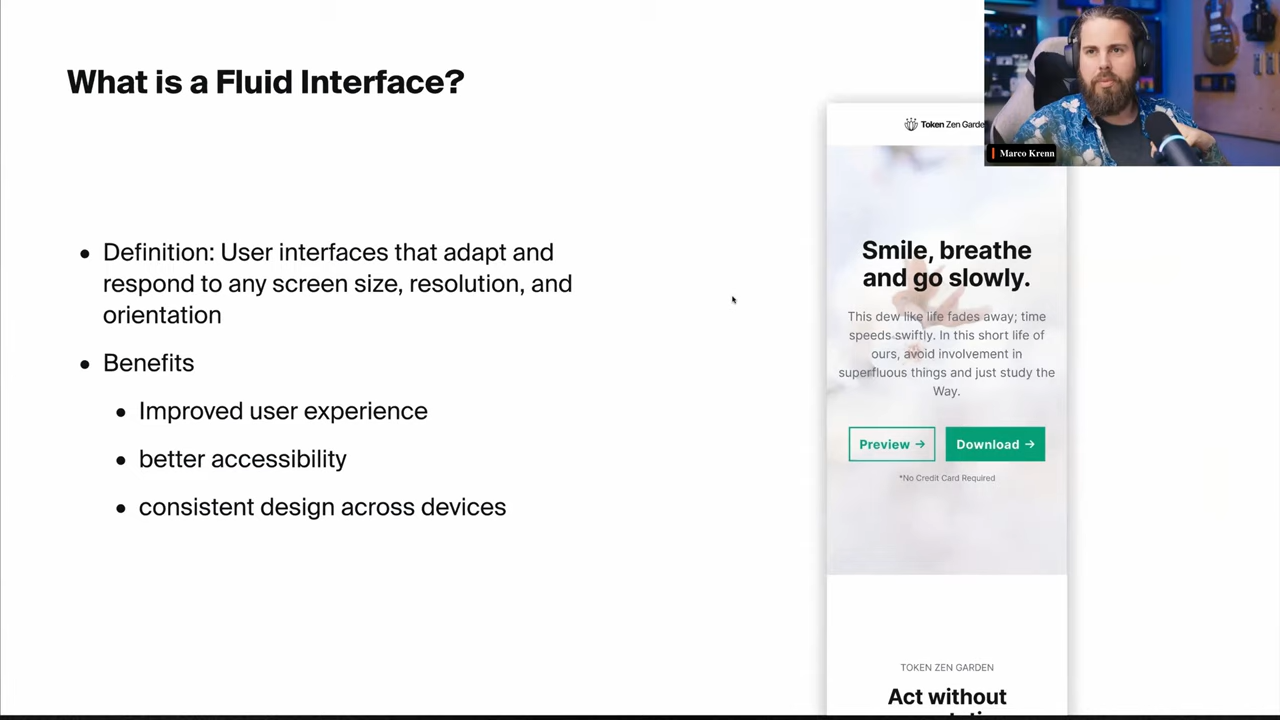 What is a Fluid Interface?
• Definition: User interfaces that adapt and
respond to any screen size, resolution, and
orientation
• Benefits
• Improved user experience
• better accessibility
• consistent design across devices
Token Zen Garde
Smile, breathe
and go slowly.
This dew like life fades away; time
speeds swiftly. In this short life of
ours, avoid involvement in
superfluous things and just study the
Way.
Preview →
Download →
*No Credit Card Required
TOKEN ZEN GARDEN
Act without
Marco Krenn